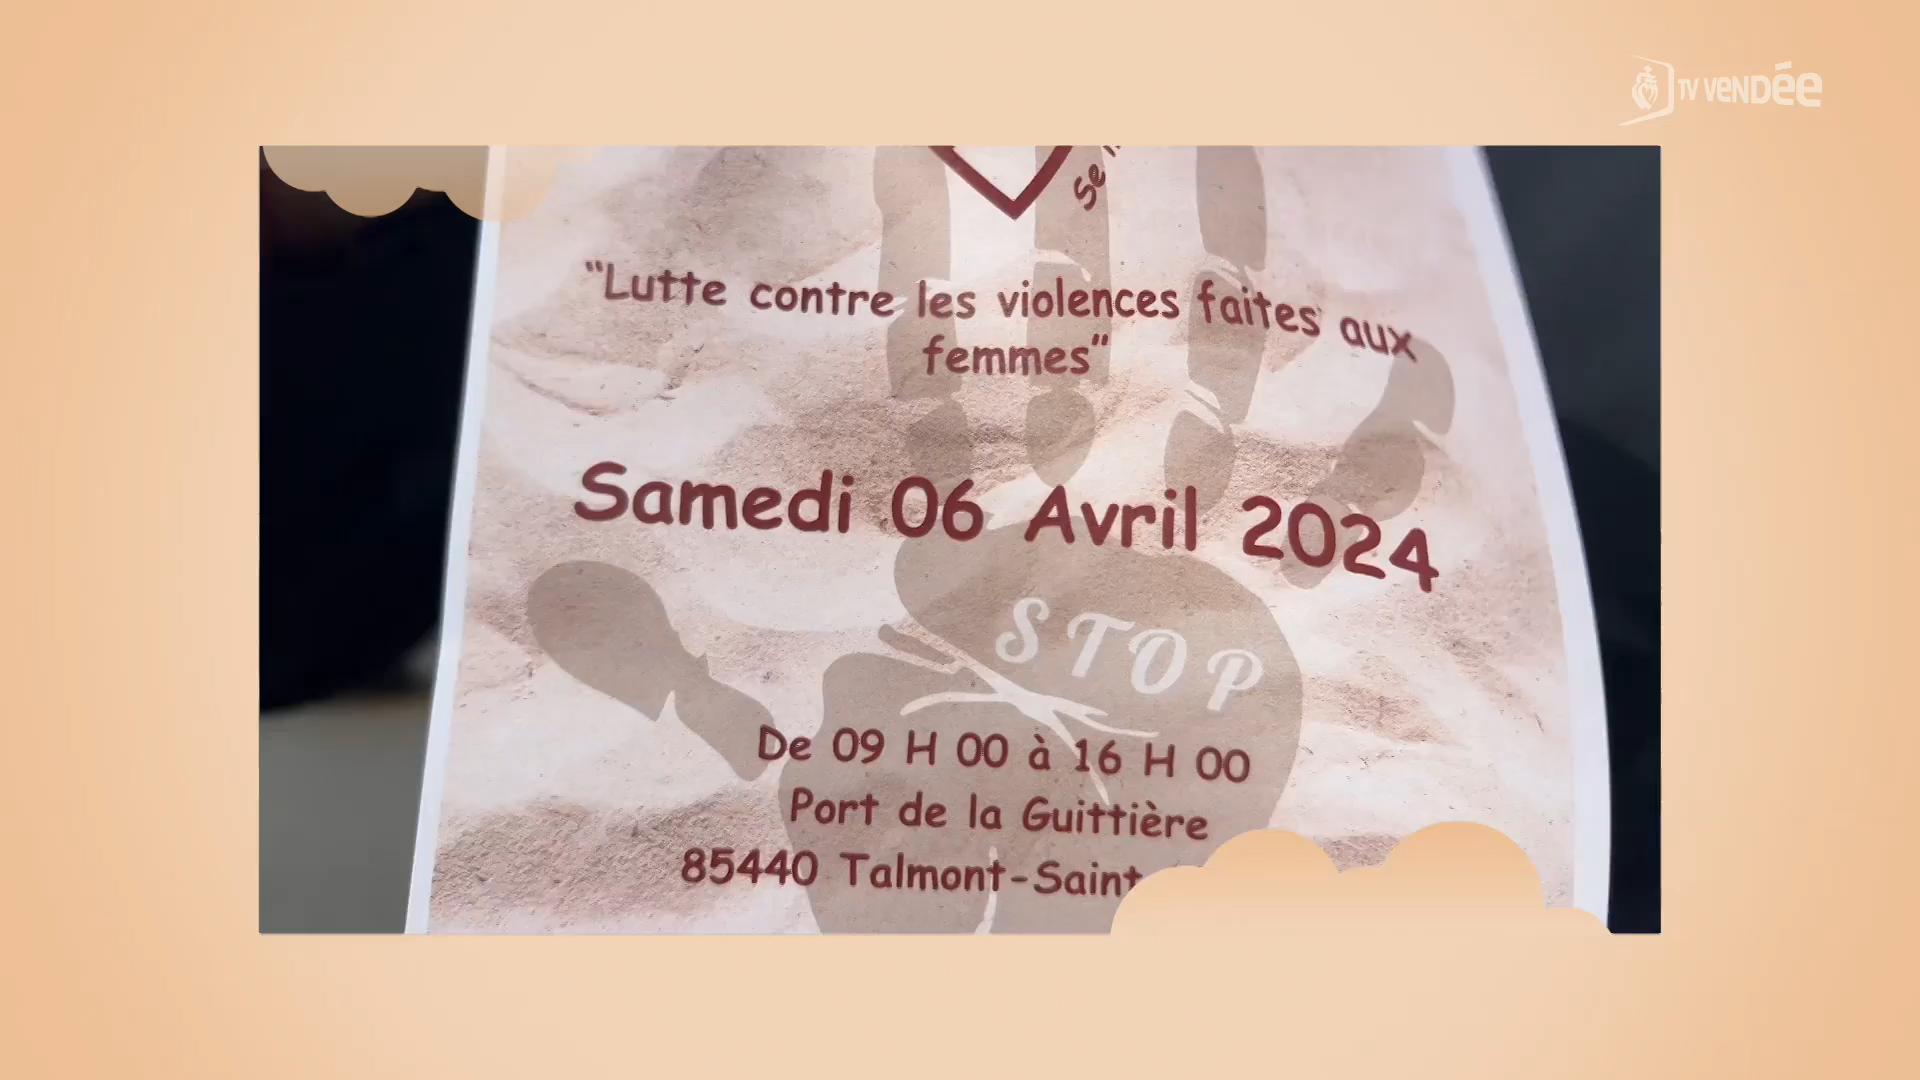 TV VENDÉE
"Lutte contre les violences faites aux
femmes"
Samedi 06 Avril 2024
STOP
De 09 H 00 à 16 H 00
Port de la Guittière
85440 Talmont-Saint